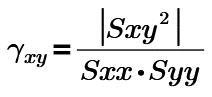 γxy = |Sxy²| / Sxx • Syy